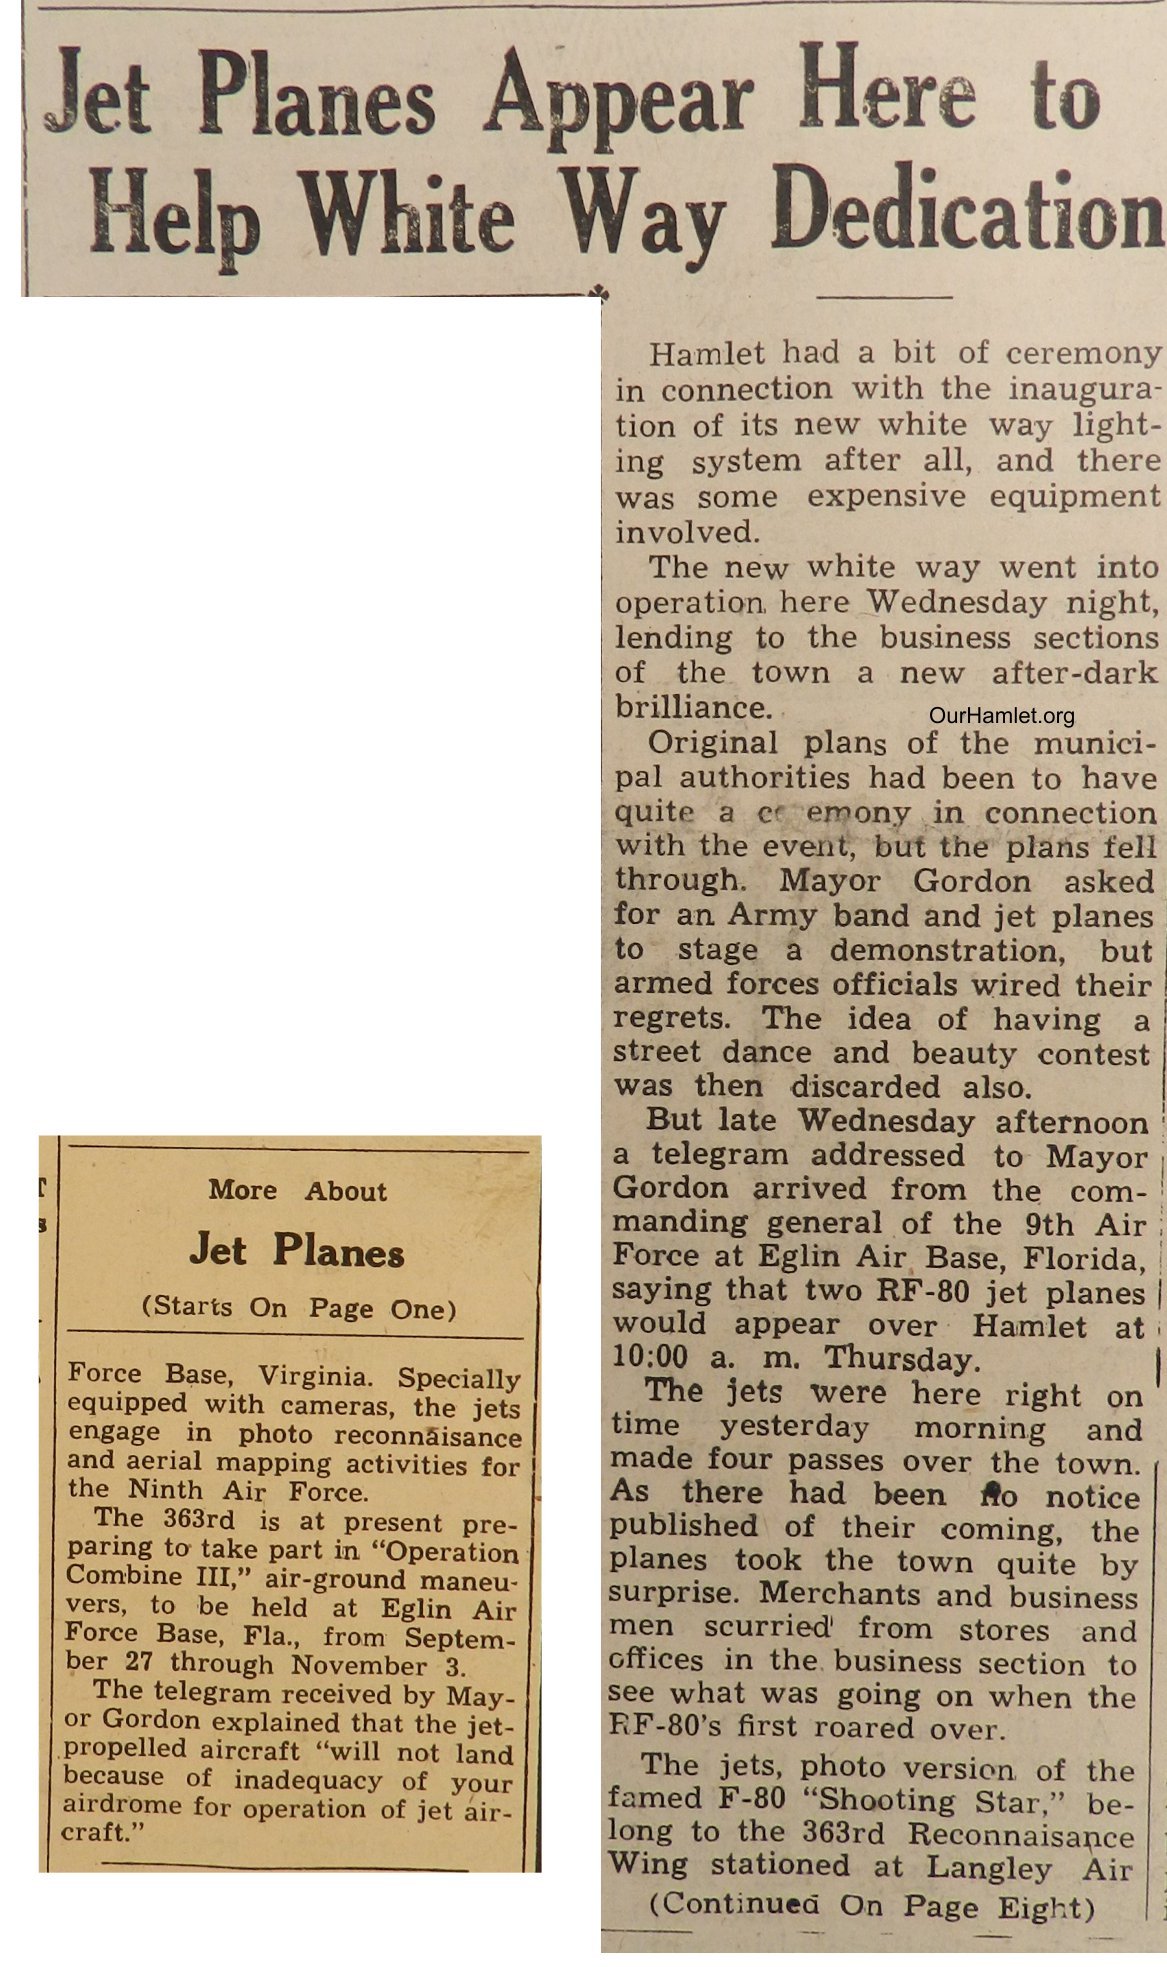 Jet Planes Appear Here to
Help White Way Dedication
Hamlet had a bit of ceremony
in connection with the inaugura-
tion of its new white way light-
ing system after all, and there
was some expensive equipment
involved.
The new white way went into
operation here Wednesday night,
lending to the business sections
of the town a new after-dark
brilliance.
OurHamlet.org
Original plans of the munici-
pal authorities had been to have
quite a ce emony in connection
with the event, but the plans fell
through. Mayor Gordon asked
for an Army band and jet planes
to stage a demonstration, but
armed forces officials wired their
regrets. The idea of having a
street dance and beauty contest
was then discarded also.
But late Wednesday afternoon
a telegram addressed to Mayor
Gordon arrived from the com-
manding general of the 9th Air
Force at Eglin Air Base, Florida,
saying that two RF-80 jet planes
would appear over Hamlet at
10:00 a. m. Thursday.
The jets were here right on
time yesterday morning and
made four passes over the town.
As there had been no notice
published of their coming, the
planes took the town quite by
surprise. Merchants and business
men scurried from stores and
offices in the business section to
see what was going on when the
RF-80's first roared over.
The jets, photo version of the
famed F-80 "Shooting Star," be-
long to the 363rd Reconnaisance
Wing stationed at Langley Air
(Continued On Page Eight)
More About
Jet Planes
(Starts On Page One)
Force Base, Virginia. Specially
equipped with cameras, the jets
engage in photo reconnaisance
and aerial mapping activities for
the Ninth Air Force.
The 363rd is at present pre-
paring to take part in "Operation
Combine III," air-ground maneu-
vers, to be held at Eglin Air
Force Base, Fla., from Septem-
ber 27 through November 3.
The telegram received by May-
or Gordon explained that the jet-
propelled aircraft "will not land
because of inadequacy of your
airdrome for operation of jet air-
craft."